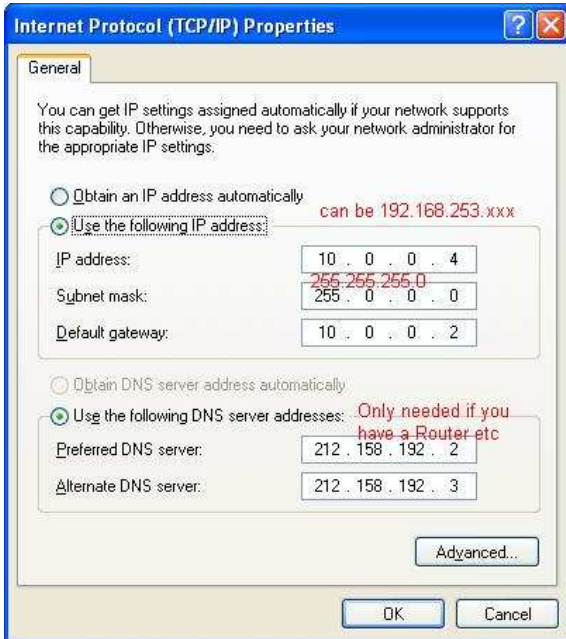 Internet Protocol (TCP/IP) Properties
General
You can get IP settings assigned automatically if your network supports
this capability. Otherwise, you need to ask your network administrator for
the appropriate IP settings.
Obtain an IP address automatically
can be 192.168.253.xxx
Use the following IP address:
IP address: 10 . 0 . 0 . 4
255.255.255.0
Subnet mask: 255 . 0 . 0 . 0
Default gateway: 10 . 0 . 0 . 2
Obtain DNS server address automatically
Use the following DNS server addresses: Only needed if you
have a Router etc
Preferred DNS server: 212 . 158 . 192 . 2
Alternate DNS server: 212 . 158 . 192 . 3
Advanced...
OK Cancel